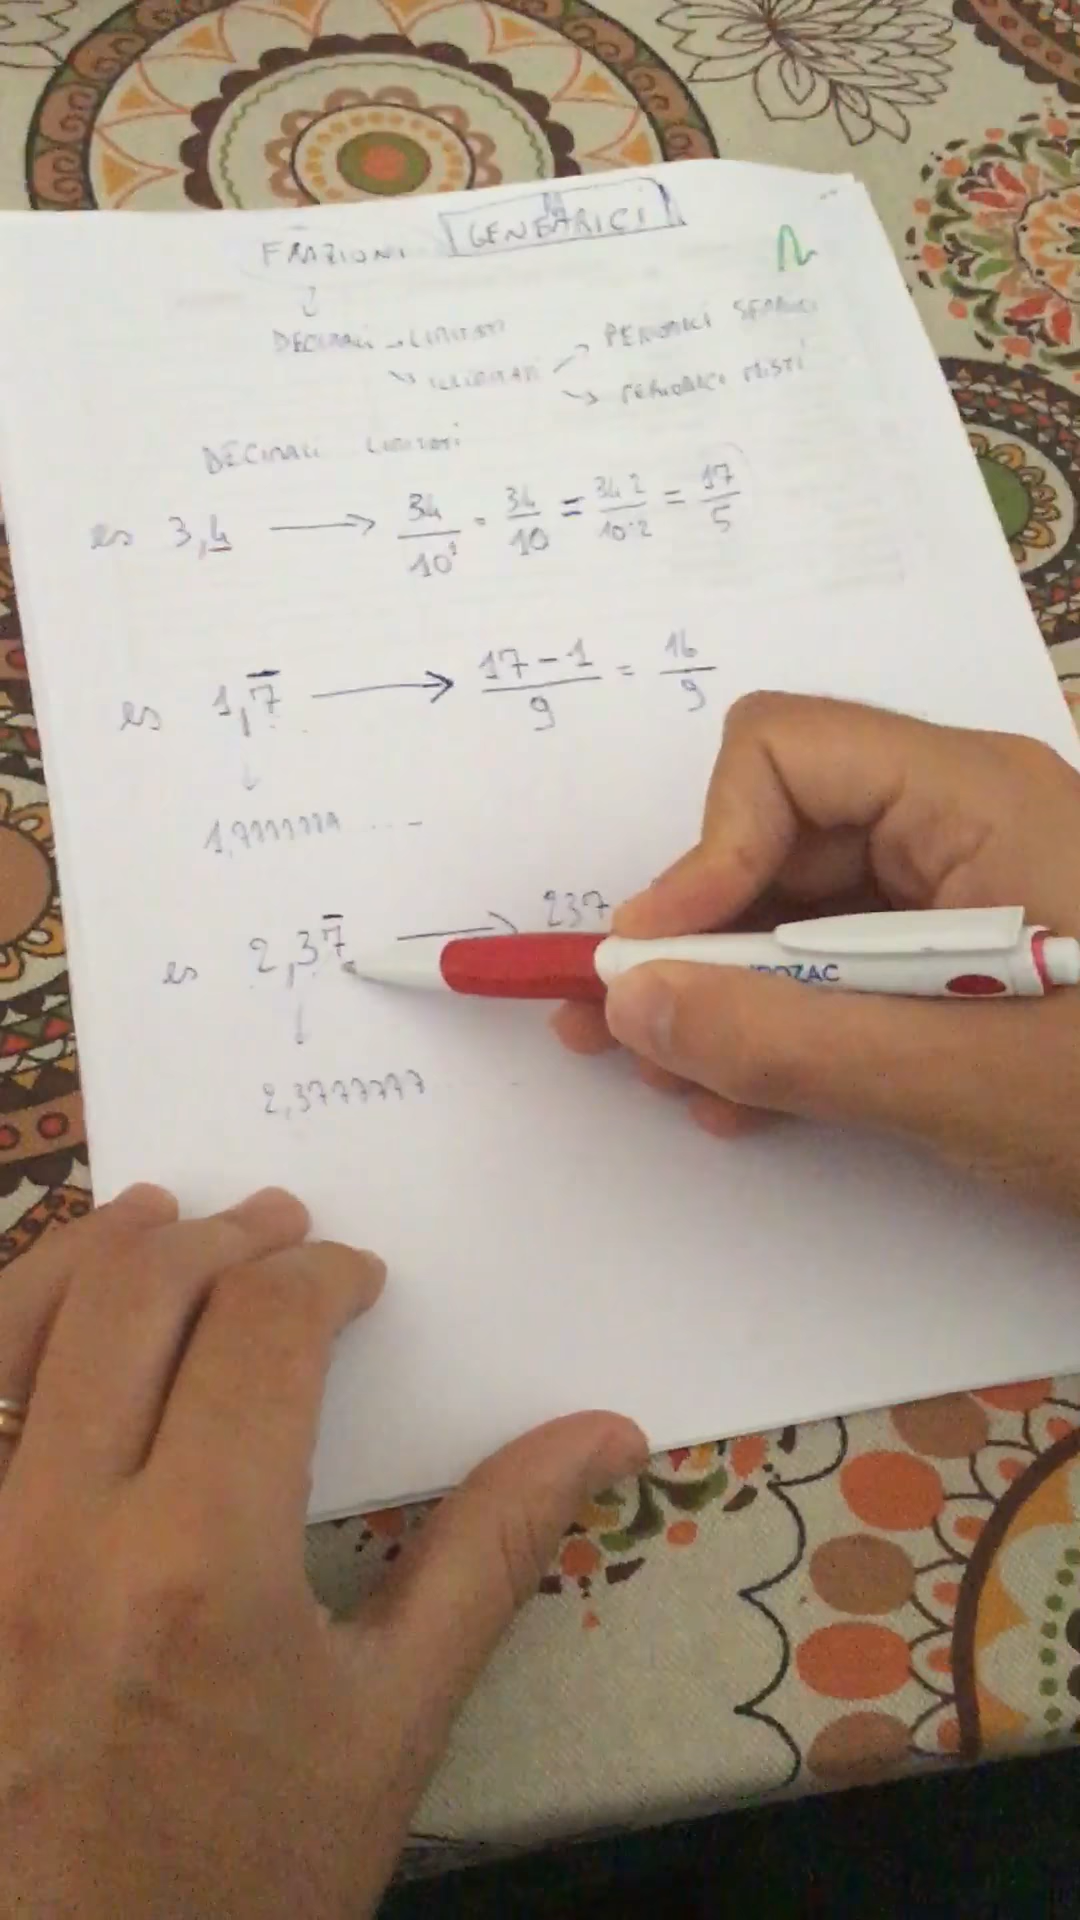 FRAZIONI GENERARICI
DECIMALI → LIMITATI
↘ ILLIMITATI → PERIODICI SEMPLICI
↘ PERIODICI MISTI
DECIMALI LIMITATI
es 3,4 → 34/10¹ = 34/10 = 34:2/10:2 = 17/5
es 1,7̅ → 17-1/9 = 16/9
1,7777777 ....
es 2,37̅ → 237
2,3777777